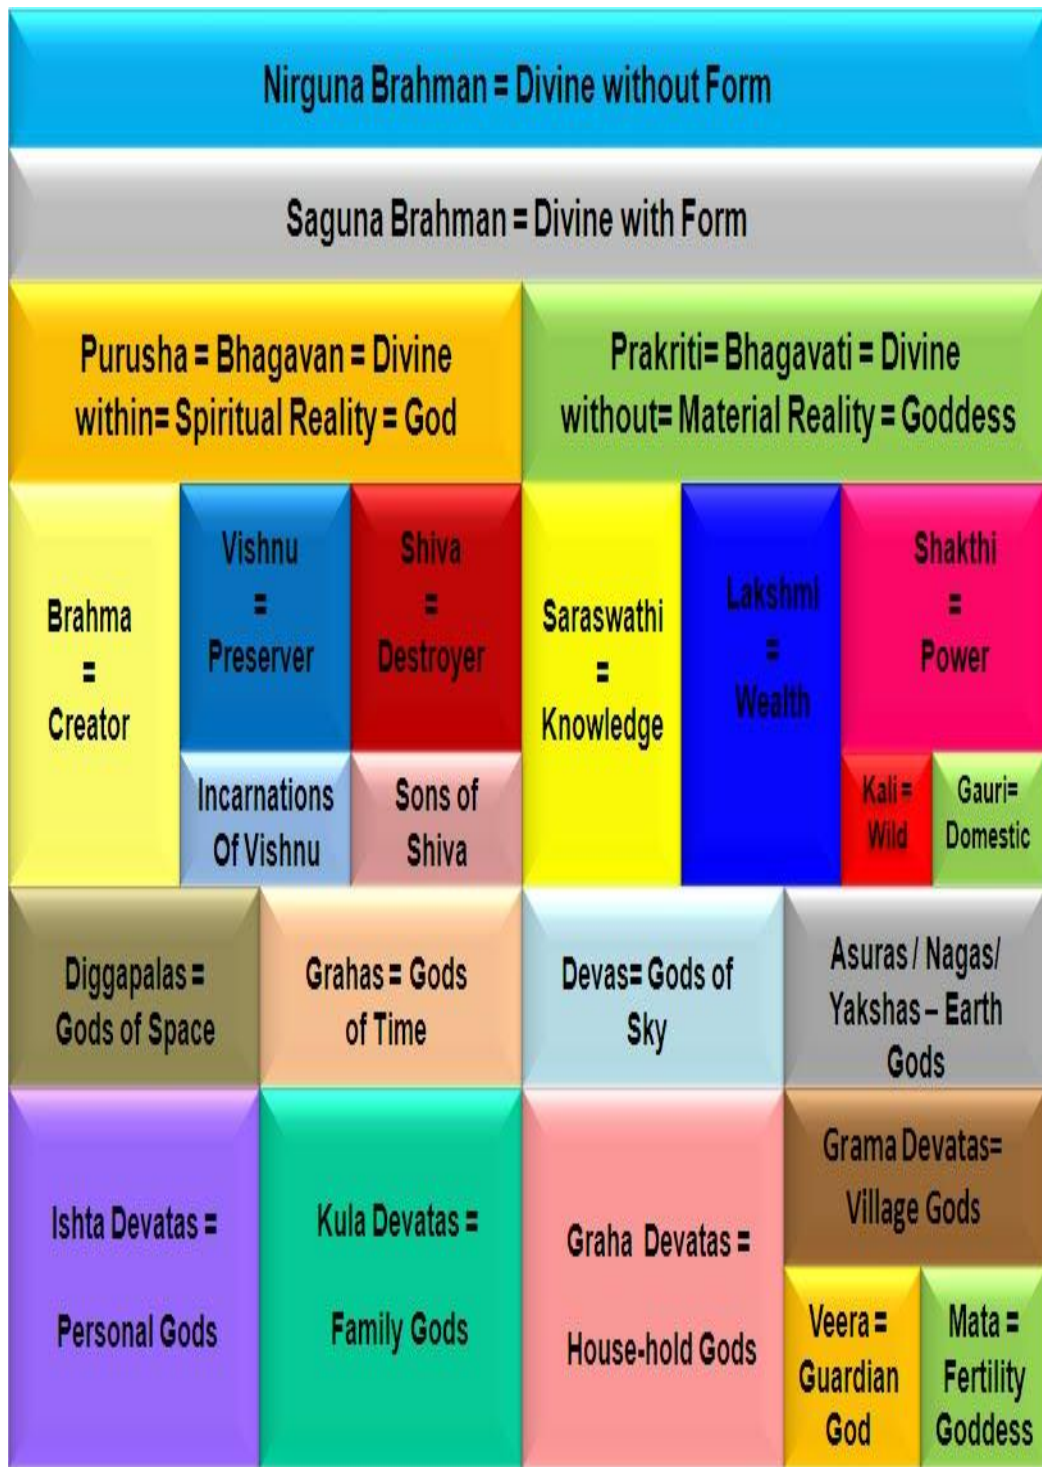 Nirguna Brahman = Divine without Form
Saguna Brahman = Divine with Form
Purusha = Bhagavan = Divine
within= Spiritual Reality = God
Prakriti= Bhagavati = Divine
without= Material Reality = Goddess
Brahma
=
Creator
Vishnu
=
Preserver
Shiva
=
Destroyer
Saraswathi
=
Knowledge
Lakshmi
=
Wealth
Shakthi
=
Power
Incarnations
Of Vishnu
Sons of
Shiva
Kali =
Wild
Gauri=
Domestic
Diggapalas =
Gods of Space
Grahas = Gods
of Time
Devas= Gods of
Sky
Asuras / Nagas/
Yakshas – Earth
Gods
Ishta Devatas =
Personal Gods
Kula Devatas =
Family Gods
Graha Devatas =
House-hold Gods
Grama Devatas=
Village Gods
Veera =
Guardian
God
Mata =
Fertility
Goddess